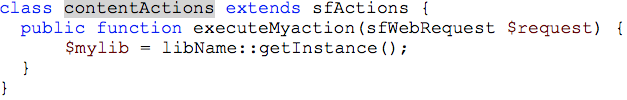 class contentActions extends sfActions {
  public function executeMyaction(sfWebRequest $request) {
      $mylib = libName::getInstance();
  }
}